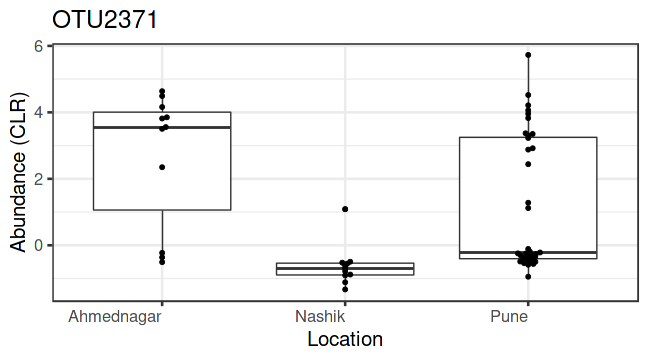 OTU2371
Abundance (CLR)
6
4
2
0
Ahmednagar
Nashik
Pune
Location